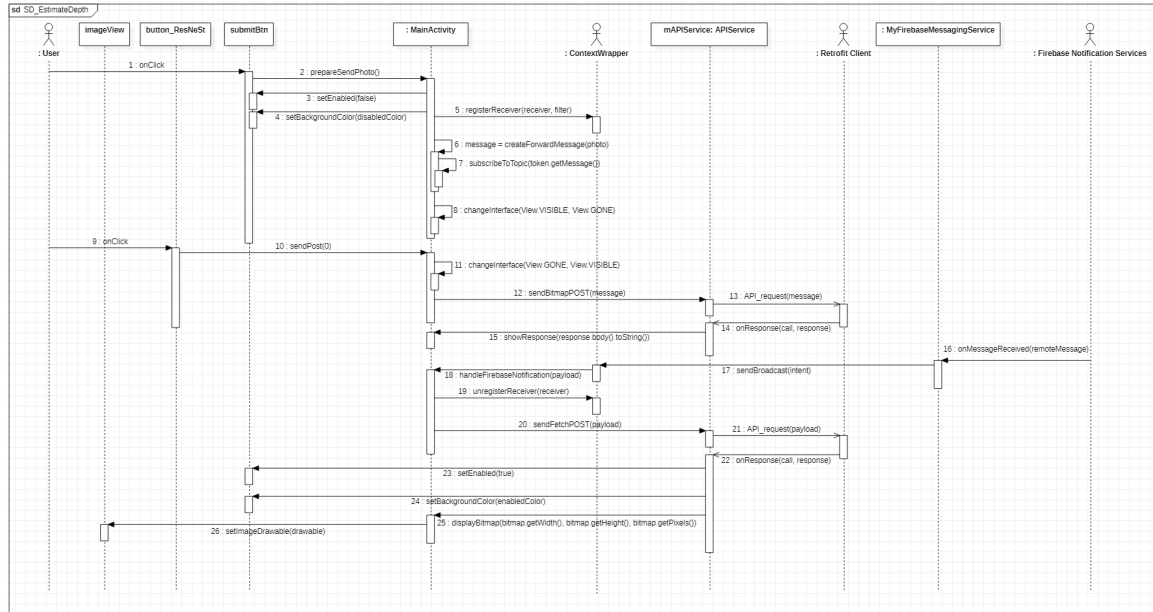 sd SD_EstimateDepth
imageView
button_ResNeSt
submitBtn
: MainActivity
mAPIService: APIService
: MyFirebaseMessagingService
: User
: ContextWrapper
: Retrofit Client
: Firebase Notification Services
1 : onClick
2 : prepareSendPhoto()
3 : setEnabled(false)
4 : setBackgroundColor(disabledColor)
5 : registerReceiver(receiver, filter)
6 : message = createForwardMessage(photo)
7 : subscribeToTopic(token.getMessage())
8 : changeInterface(View.VISIBLE, View.GONE)
9 : onClick
10 : sendPost(0)
11 : changeInterface(View.GONE, View.VISIBLE)
12 : sendBitmapPOST(message)
13 : API_request(message)
14 : onResponse(call, response)
15 : showResponse(response.body().toString())
16 : onMessageReceived(remoteMessage)
17 : sendBroadcast(intent)
18 : handleFirebaseNotification(payload)
19 : unregisterReceiver(receiver)
20 : sendFetchPOST(payload)
21 : API_request(payload)
22 : onResponse(call, response)
23 : setEnabled(true)
24 : setBackgroundColor(enabledColor)
25 : displayBitmap(bitmap.getWidth(), bitmap.getHeight(), bitmap.getPixels())
26 : setImageDrawable(drawable)